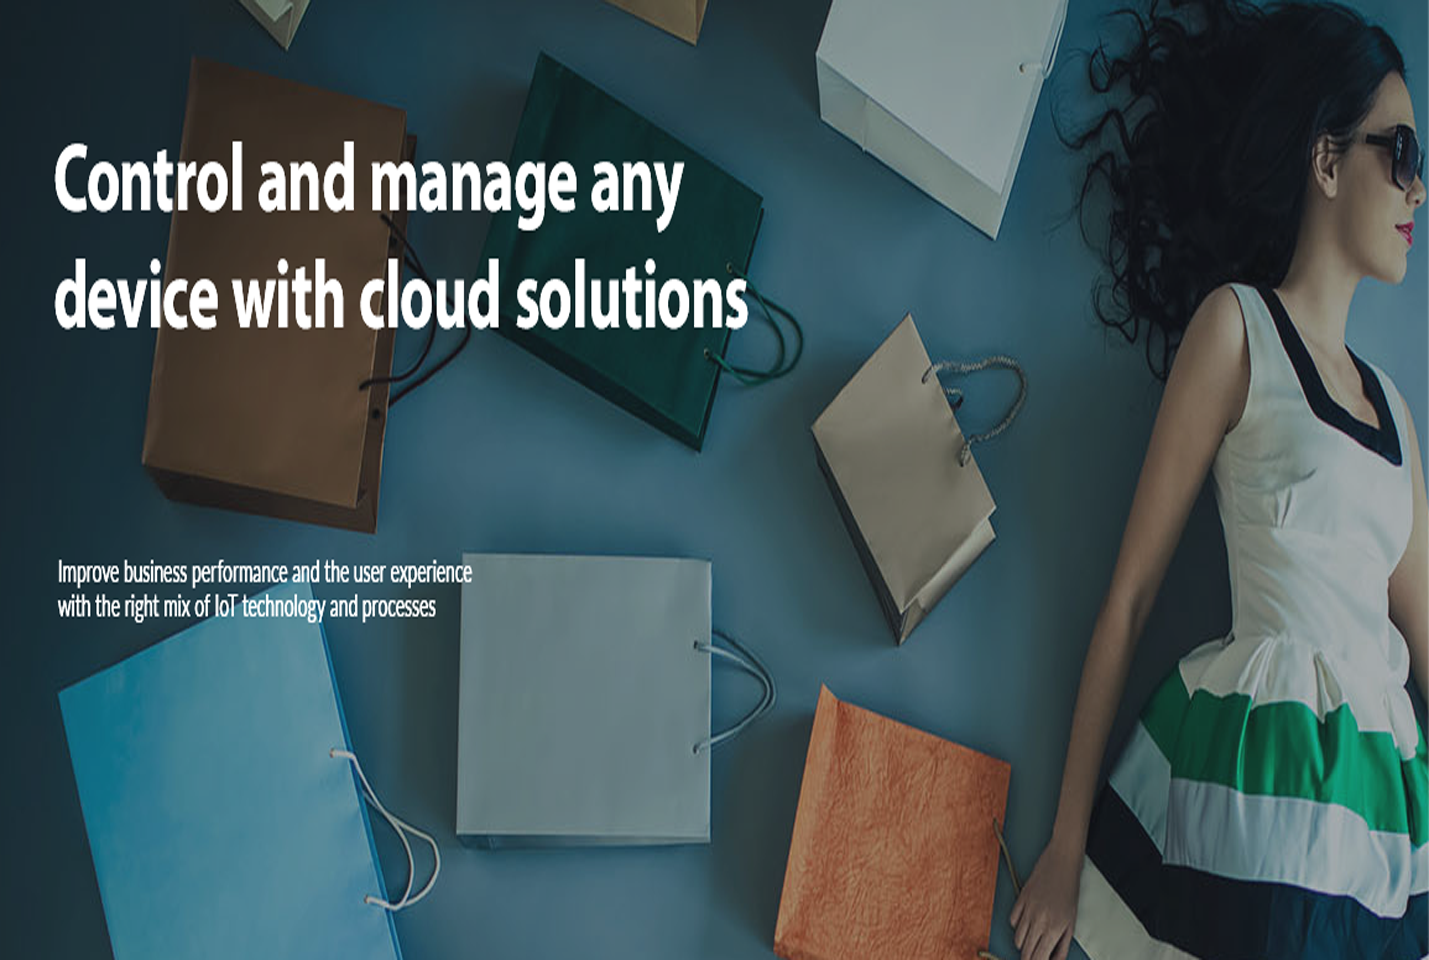 Control and manage any
device with cloud solutions
Improve business performance and the user experience
with the right mix of IoT technology and processes